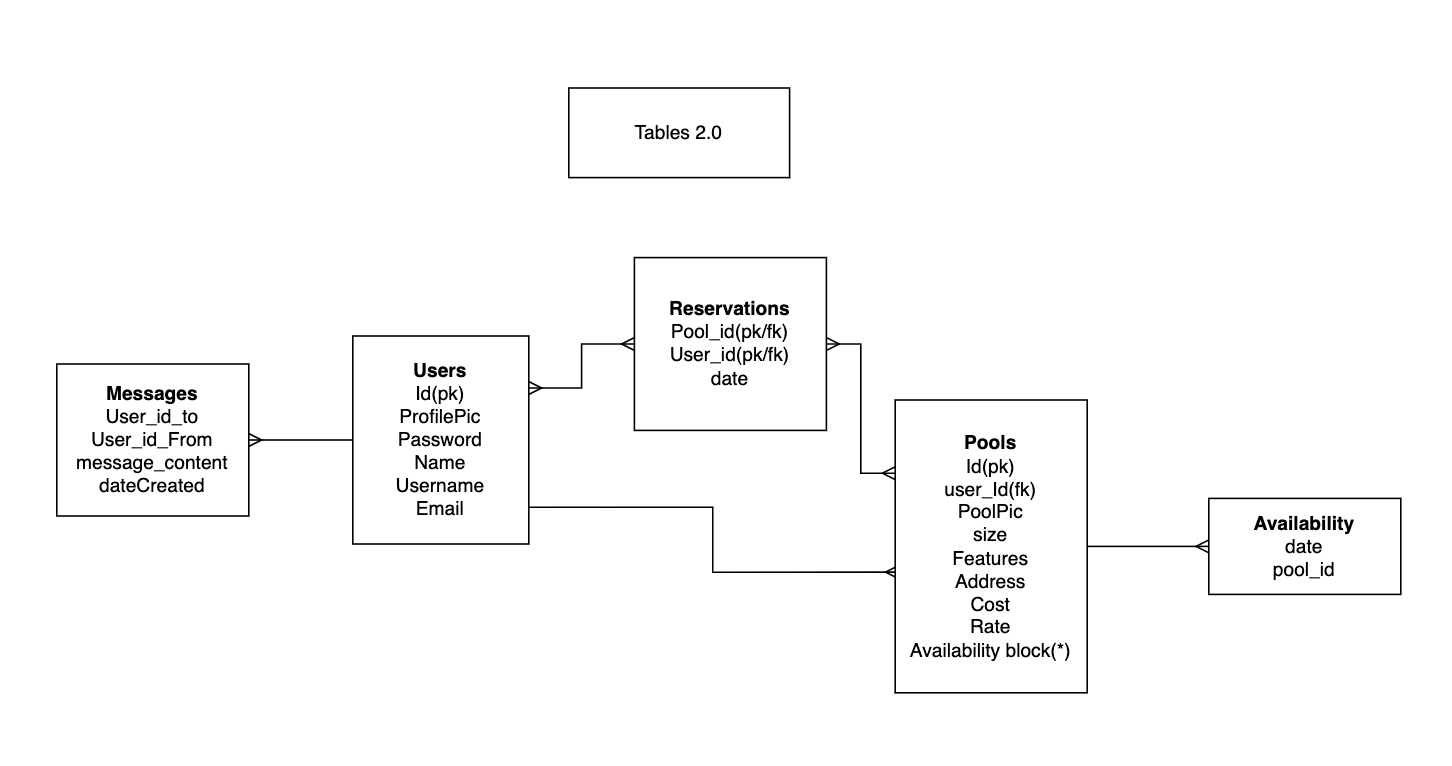 Tables 2.0
Messages
User_id_to
User_id_From
message_content
dateCreated
Users
Id(pk)
ProfilePic
Password
Name
Username
Email
Reservations
Pool_id(pk/fk)
User_id(pk/fk)
date
Pools
Id(pk)
user_Id(fk)
PoolPic
size
Features
Address
Cost
Rate
Availability block(*)
Availability
date
pool_id